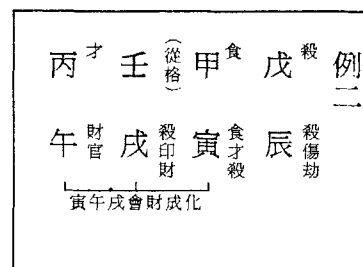 例二
殺 戊 辰 殺傷劫
食 甲 寅 食才殺
（從格） 壬 戌 殺印財
才 丙 午 財官
寅午戌會財成化